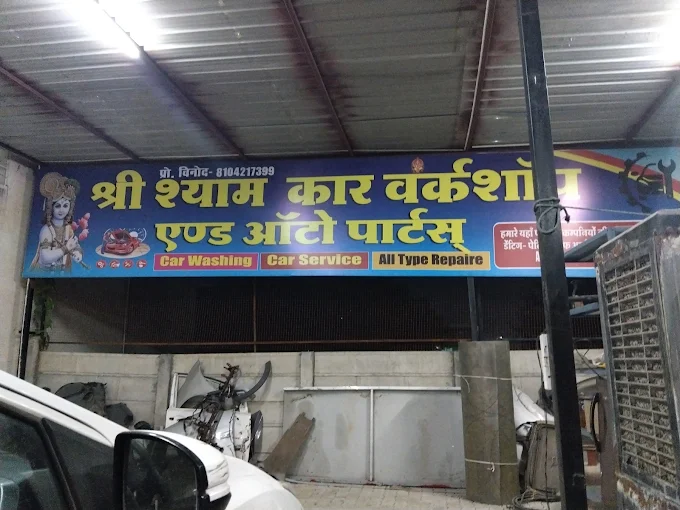 प्रो. विनोद- 8104217399
श्री श्याम कार वर्कशॉप
एण्ड ऑटो पार्टस्
Car Washing Car Service All Type Repaire
हमारे यहाँ
डेंटिंग-